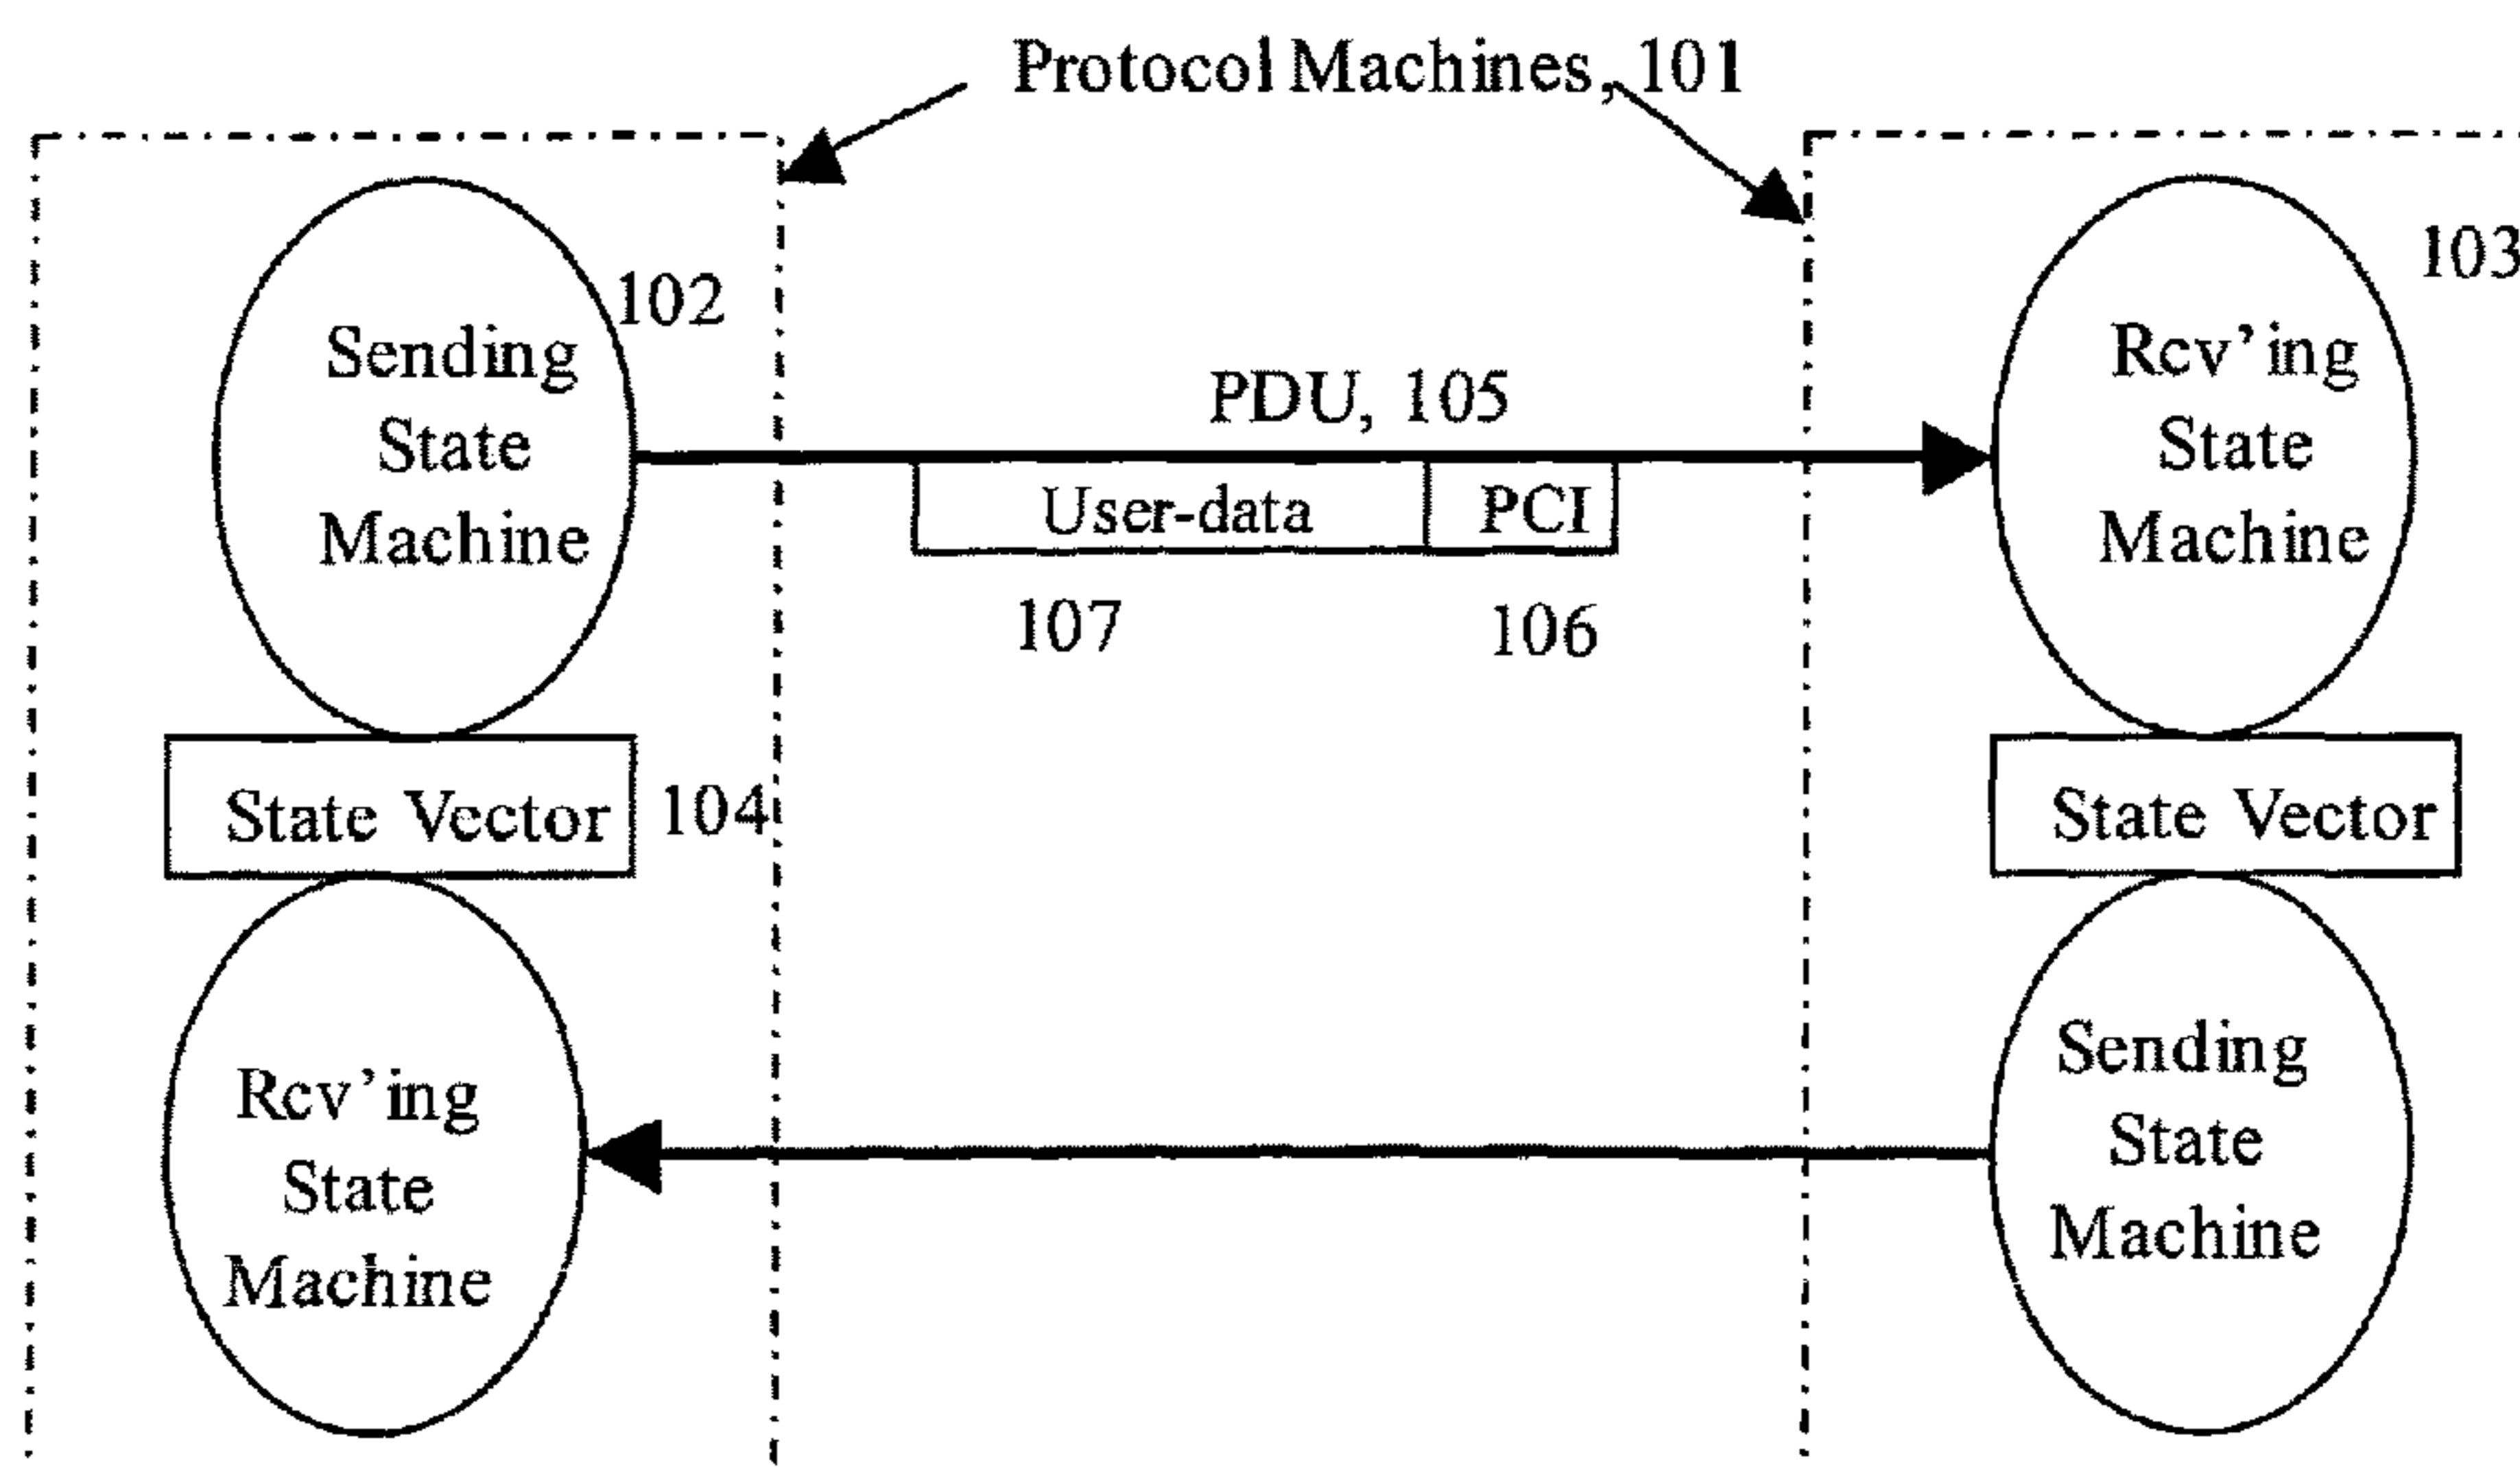 Protocol Machines, 101
102
103
Sending
State
Machine
Rcv’ing
State
Machine
PDU, 105
User-data
PCI
107
106
State Vector
104
State Vector
Rcv’ing
State
Machine
Sending
State
Machine